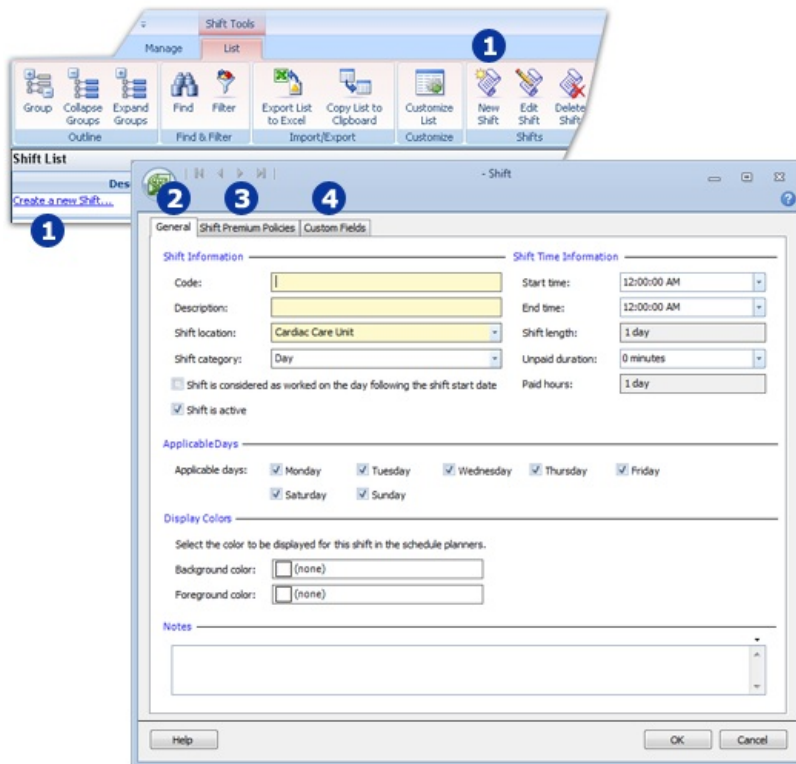 Shift Tools
Manage List
1
Group Collapse Groups Expand Groups Find Filter Export List to Excel Copy List to Clipboard Customize List New Shift Edit Shift Delete Shift
Outline Find & Filter Import/Export Customize Shifts
Shift List
- Shift
Des
Create a new Shift...
1
2 3 4
General Shift Premium Policies Custom Fields
Shift Information Shift Time Information
Code: Start time: 12:00:00 AM
Description: End time: 12:00:00 AM
Shift location: Cardiac Care Unit Shift length: 1 day
Shift category: Day Unpaid duration: 0 minutes
Shift is considered as worked on the day following the shift start date Paid hours: 1 day
Shift is active
ApplicableDays
Applicable days: Monday Tuesday Wednesday Thursday Friday
Saturday Sunday
Display Colors
Select the color to be displayed for this shift in the schedule planners.
Background color: (none)
Foreground color: (none)
Notes
Help OK Cancel